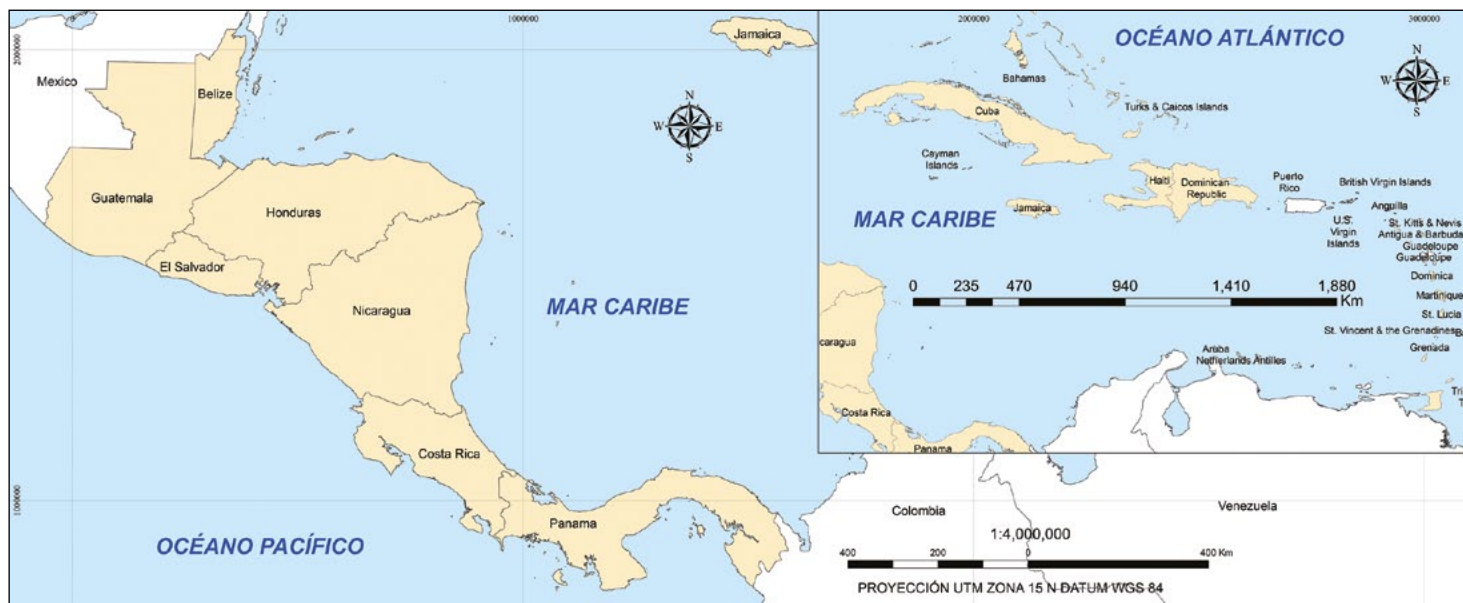 1000000
2000000
Mexico
Belize
Jamaica
N
W
E
S
Guatemala
Honduras
El Salvador
Nicaragua
MAR CARIBE
Costa Rica
1000000
Panama
OCÉANO PACÍFICO
Colombia
Venezuela
1:4,000,000
400 200 0 400 Km
PROYECCIÓN UTM ZONA 15 N-DATUM WGS 84
2000000
3000000
OCÉANO ATLÁNTICO
N
W
E
S
Bahamas
Turks & Caicos Islands
Cuba
Cayman
Islands
Haiti
Dominican
Republic
Puerto
Rico
British Virgin Islands
Jamaica
MAR CARIBE
U.S.
Virgin
Islands
Anguilla
St. Kitts & Nevis
Antigua & Barbuda
Guadeloupe
Guadeloupe
Dominica
Martinique
St. Lucia
St. Vincent & the Grenadines
Ba
Grenada
0 235 470 940 1,410 1,880
Km
caragua
Araba
Netherlands Antilles
Costa Rica
Panama
Tri
T